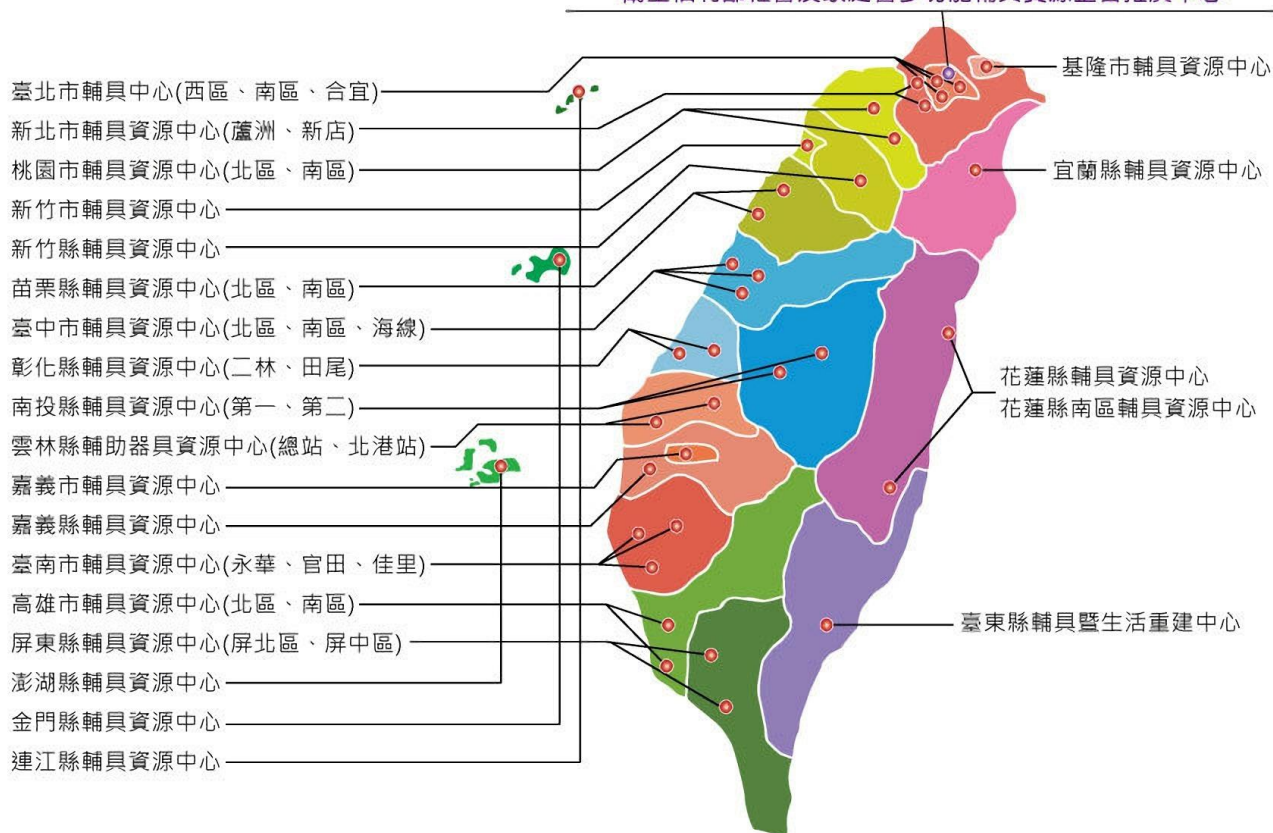 臺北市輔具中心(西區、南區、合宜)
新北市輔具資源中心(蘆洲、新店)
桃園市輔具資源中心(北區、南區)
新竹市輔具資源中心
新竹縣輔具資源中心
苗栗縣輔具資源中心(北區、南區)
臺中市輔具資源中心(北區、南區、海線)
彰化縣輔具資源中心(二林、田尾)
南投縣輔具資源中心(第一、第二)
雲林縣輔助器具資源中心(總站、北港站)
嘉義市輔具資源中心
嘉義縣輔具資源中心
臺南市輔具資源中心(永華、官田、佳里)
高雄市輔具資源中心(北區、南區)
屏東縣輔具資源中心(屏北區、屏中區)
澎湖縣輔具資源中心
金門縣輔具資源中心
連江縣輔具資源中心
基隆市輔具資源中心
宜蘭縣輔具資源中心
花蓮縣輔具資源中心
花蓮縣南區輔具資源中心
臺東縣輔具暨生活重建中心